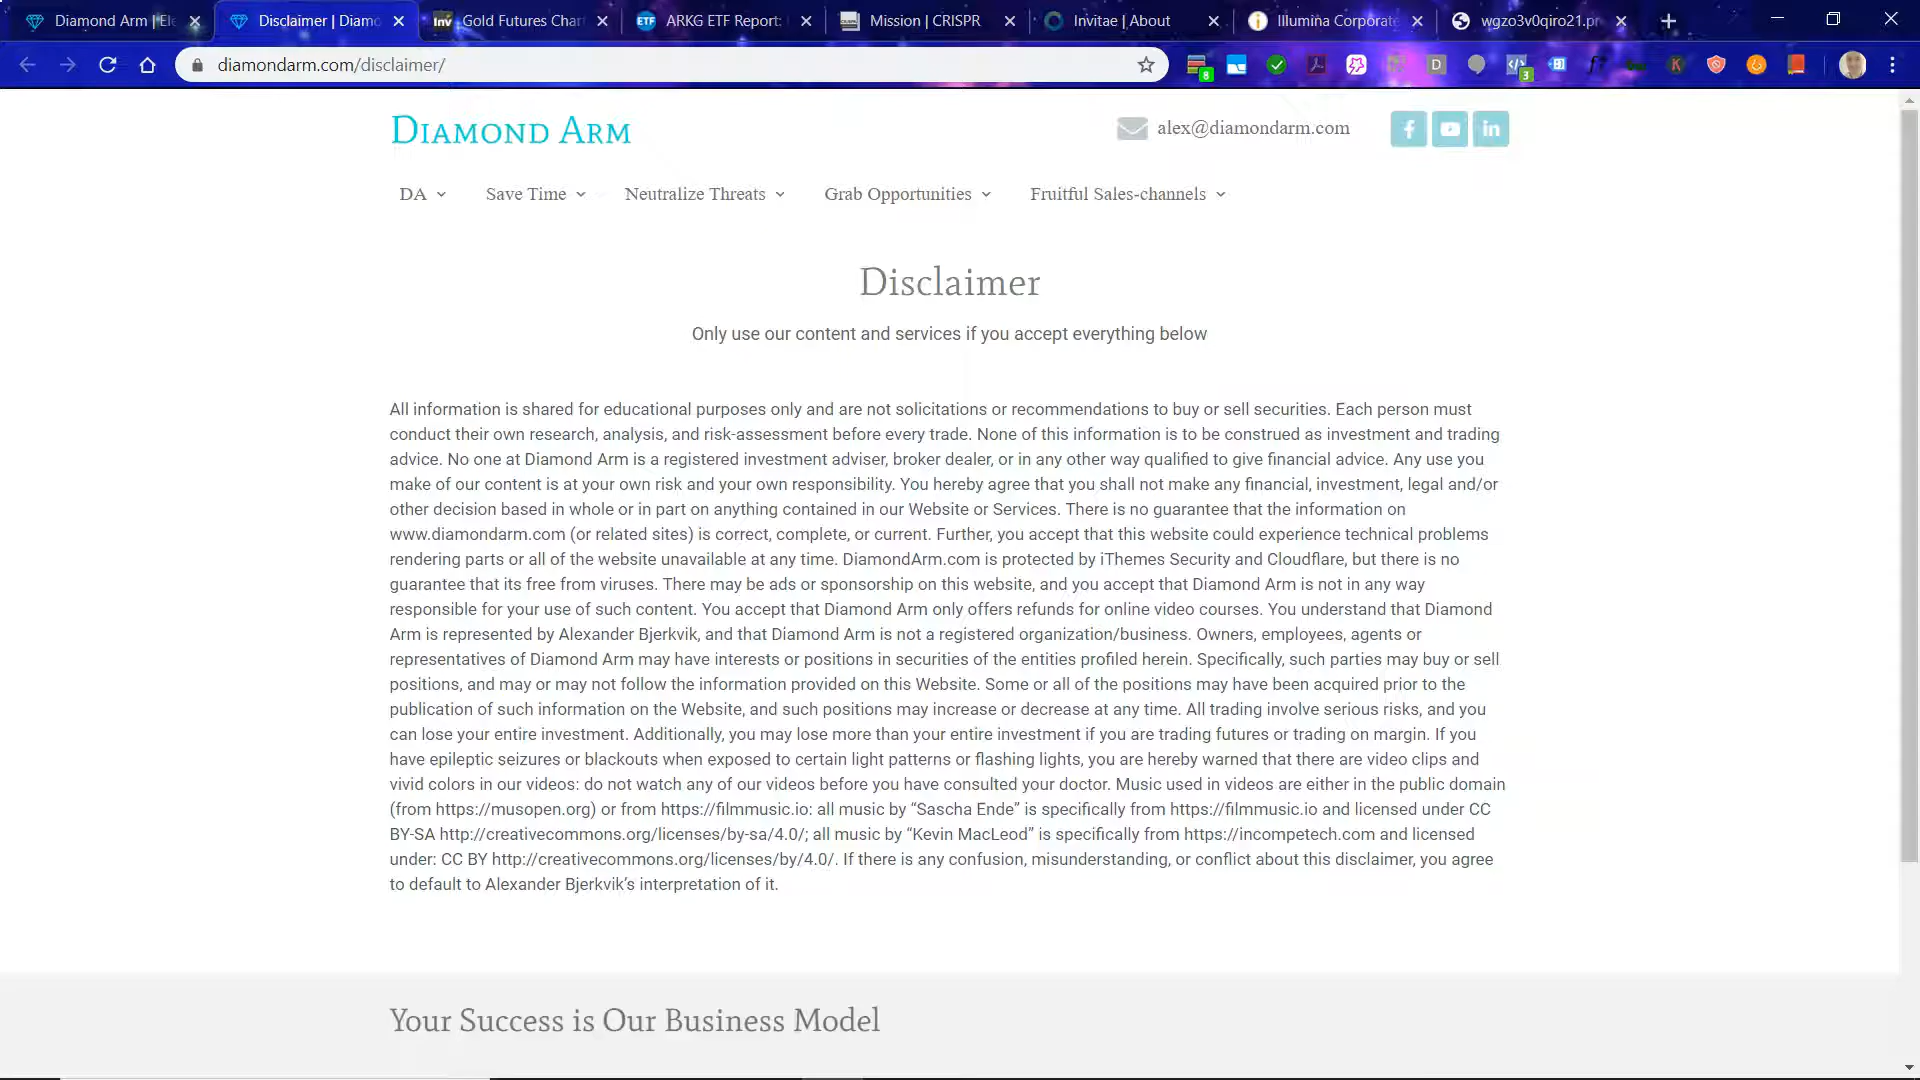 Diamond Arm | Ele
Disclaimer | Diamo
Inv
Gold Futures Char
ETF
ARKG ETF Report:
Mission | CRISPR
Invitae | About
Illumina Corporate
wgzo3v0qiro21.pr
diamondarm.com/disclaimer/
8
D
3
K
Diamond Arm
alex@diamondarm.com
DA
Save Time
Neutralize Threats
Grab Opportunities
Fruitful Sales-channels
Disclaimer
Only use our content and services if you accept everything below
All information is shared for educational purposes only and are not solicitations or recommendations to buy or sell securities. Each person must
conduct their own research, analysis, and risk-assessment before every trade. None of this information is to be construed as investment and trading
advice. No one at Diamond Arm is a registered investment adviser, broker dealer, or in any other way qualified to give financial advice. Any use you
make of our content is at your own risk and your own responsibility. You hereby agree that you shall not make any financial, investment, legal and/or
other decision based in whole or in part on anything contained in our Website or Services. There is no guarantee that the information on
www.diamondarm.com (or related sites) is correct, complete, or current. Further, you accept that this website could experience technical problems
rendering parts or all of the website unavailable at any time. DiamondArm.com is protected by iThemes Security and Cloudflare, but there is no
guarantee that its free from viruses. There may be ads or sponsorship on this website, and you accept that Diamond Arm is not in any way
responsible for your use of such content. You accept that Diamond Arm only offers refunds for online video courses. You understand that Diamond
Arm is represented by Alexander Bjerkvik, and that Diamond Arm is not a registered organization/business. Owners, employees, agents or
representatives of Diamond Arm may have interests or positions in securities of the entities profiled herein. Specifically, such parties may buy or sell
positions, and may or may not follow the information provided on this Website. Some or all of the positions may have been acquired prior to the
publication of such information on the Website, and such positions may increase or decrease at any time. All trading involve serious risks, and you
can lose your entire investment. Additionally, you may lose more than your entire investment if you are trading futures or trading on margin. If you
have epileptic seizures or blackouts when exposed to certain light patterns or flashing lights, you are hereby warned that there are video clips and
vivid colors in our videos: do not watch any of our videos before you have consulted your doctor. Music used in videos are either in the public domain
(from https://musopen.org) or from https://filmmusic.io: all music by “Sascha Ende” is specifically from https://filmmusic.io and licensed under CC
BY-SA http://creativecommons.org/licenses/by-sa/4.0/; all music by “Kevin MacLeod” is specifically from https://incompetech.com and licensed
under: CC BY http://creativecommons.org/licenses/by/4.0/. If there is any confusion, misunderstanding, or conflict about this disclaimer, you agree
to default to Alexander Bjerkvik’s interpretation of it.
Your Success is Our Business Model